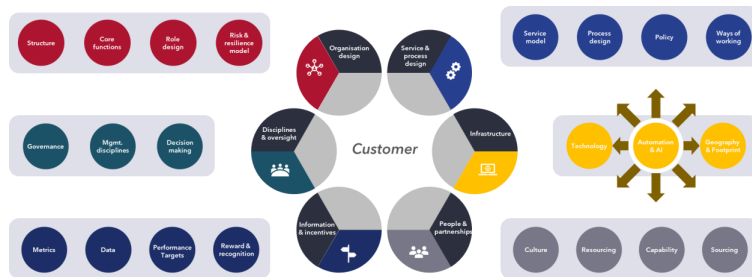 Structure
Core
functions
Role
design
Risk &
resilience
model
Organisation
design
Service &
process
design
Service
model
Process
design
Policy
Ways of
working
Governance
Mgmt.
disciplines
Decision
making
Disciplines
& oversight
Customer
Infrastructure
Technology
Automation
& AI
Geography
& Footprint
Metrics
Data
Performance
Targets
Reward &
recognition
Information
& incentives
People &
partnerships
Culture
Resourcing
Capability
Sourcing